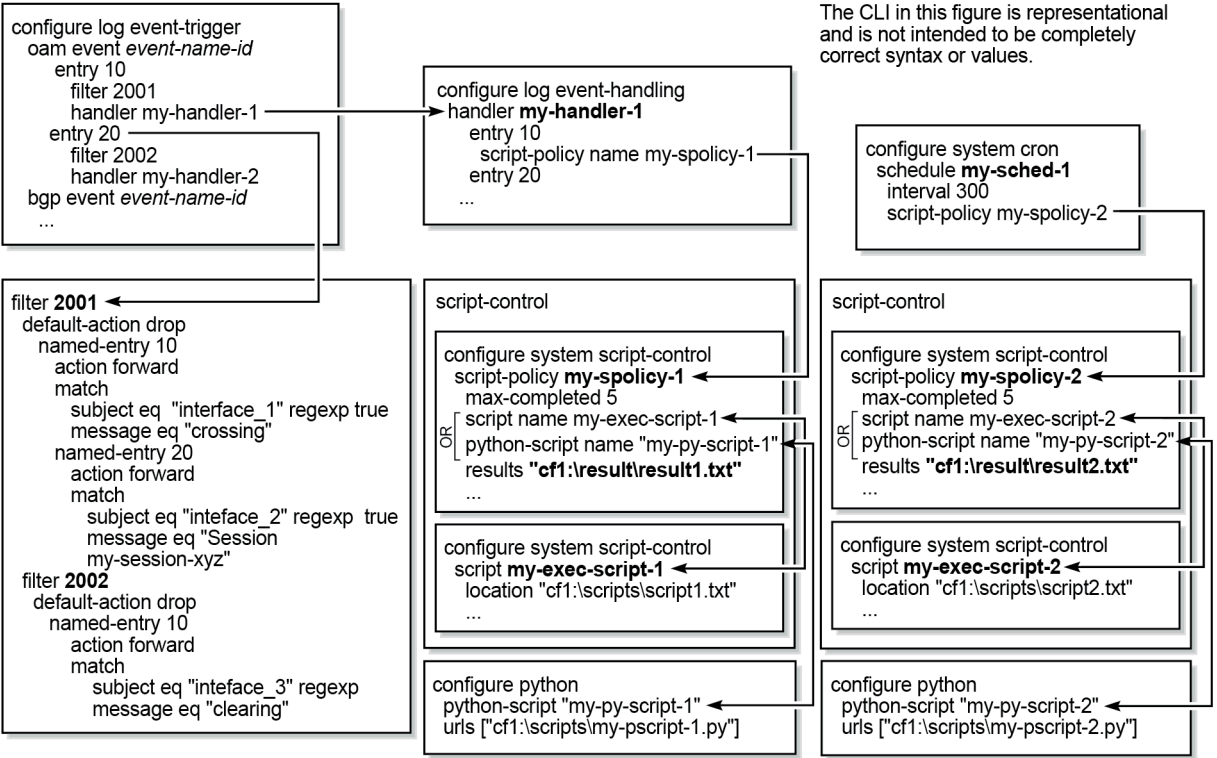 configure log event-trigger
oam event event-name-id
entry 10
filter 2001
handler my-handler-1
entry 20
filter 2002
handler my-handler-2
bgp event event-name-id
...
configure log event-handling
handler my-handler-1
entry 10
script-policy name my-spolicy-1
entry 20
...
The CLI in this figure is representational
and is not intended to be completely
correct syntax or values.
configure system cron
schedule my-sched-1
interval 300
script-policy my-spolicy-2
filter 2001
default-action drop
named-entry 10
action forward
match
subject eq "interface_1" regexp true
message eq "crossing"
named-entry 20
action forward
match
subject eq "inteface_2" regexp true
message eq "Session
my-session-xyz"
filter 2002
default-action drop
named-entry 10
action forward
match
subject eq "inteface_3" regexp
message eq "clearing"
script-control
configure system script-control
script-policy my-spolicy-1
max-completed 5
OR
script name my-exec-script-1
python-script name "my-py-script-1"
results "cf1:\result\result1.txt"
...
configure system script-control
script my-exec-script-1
location "cf1:\scripts\script1.txt"
...
configure python
python-script "my-py-script-1"
urls ["cf1:\scripts\my-pscript-1.py"]
script-control
configure system script-control
script-policy my-spolicy-2
max-completed 5
OR
script name my-exec-script-2
python-script name "my-py-script-2"
results "cf1:\result\result2.txt"
...
configure system script-control
script my-exec-script-2
location "cf1:\scripts\script2.txt"
...
configure python
python-script "my-py-script-2"
urls ["cf1:\scripts\my-pscript-2.py"]